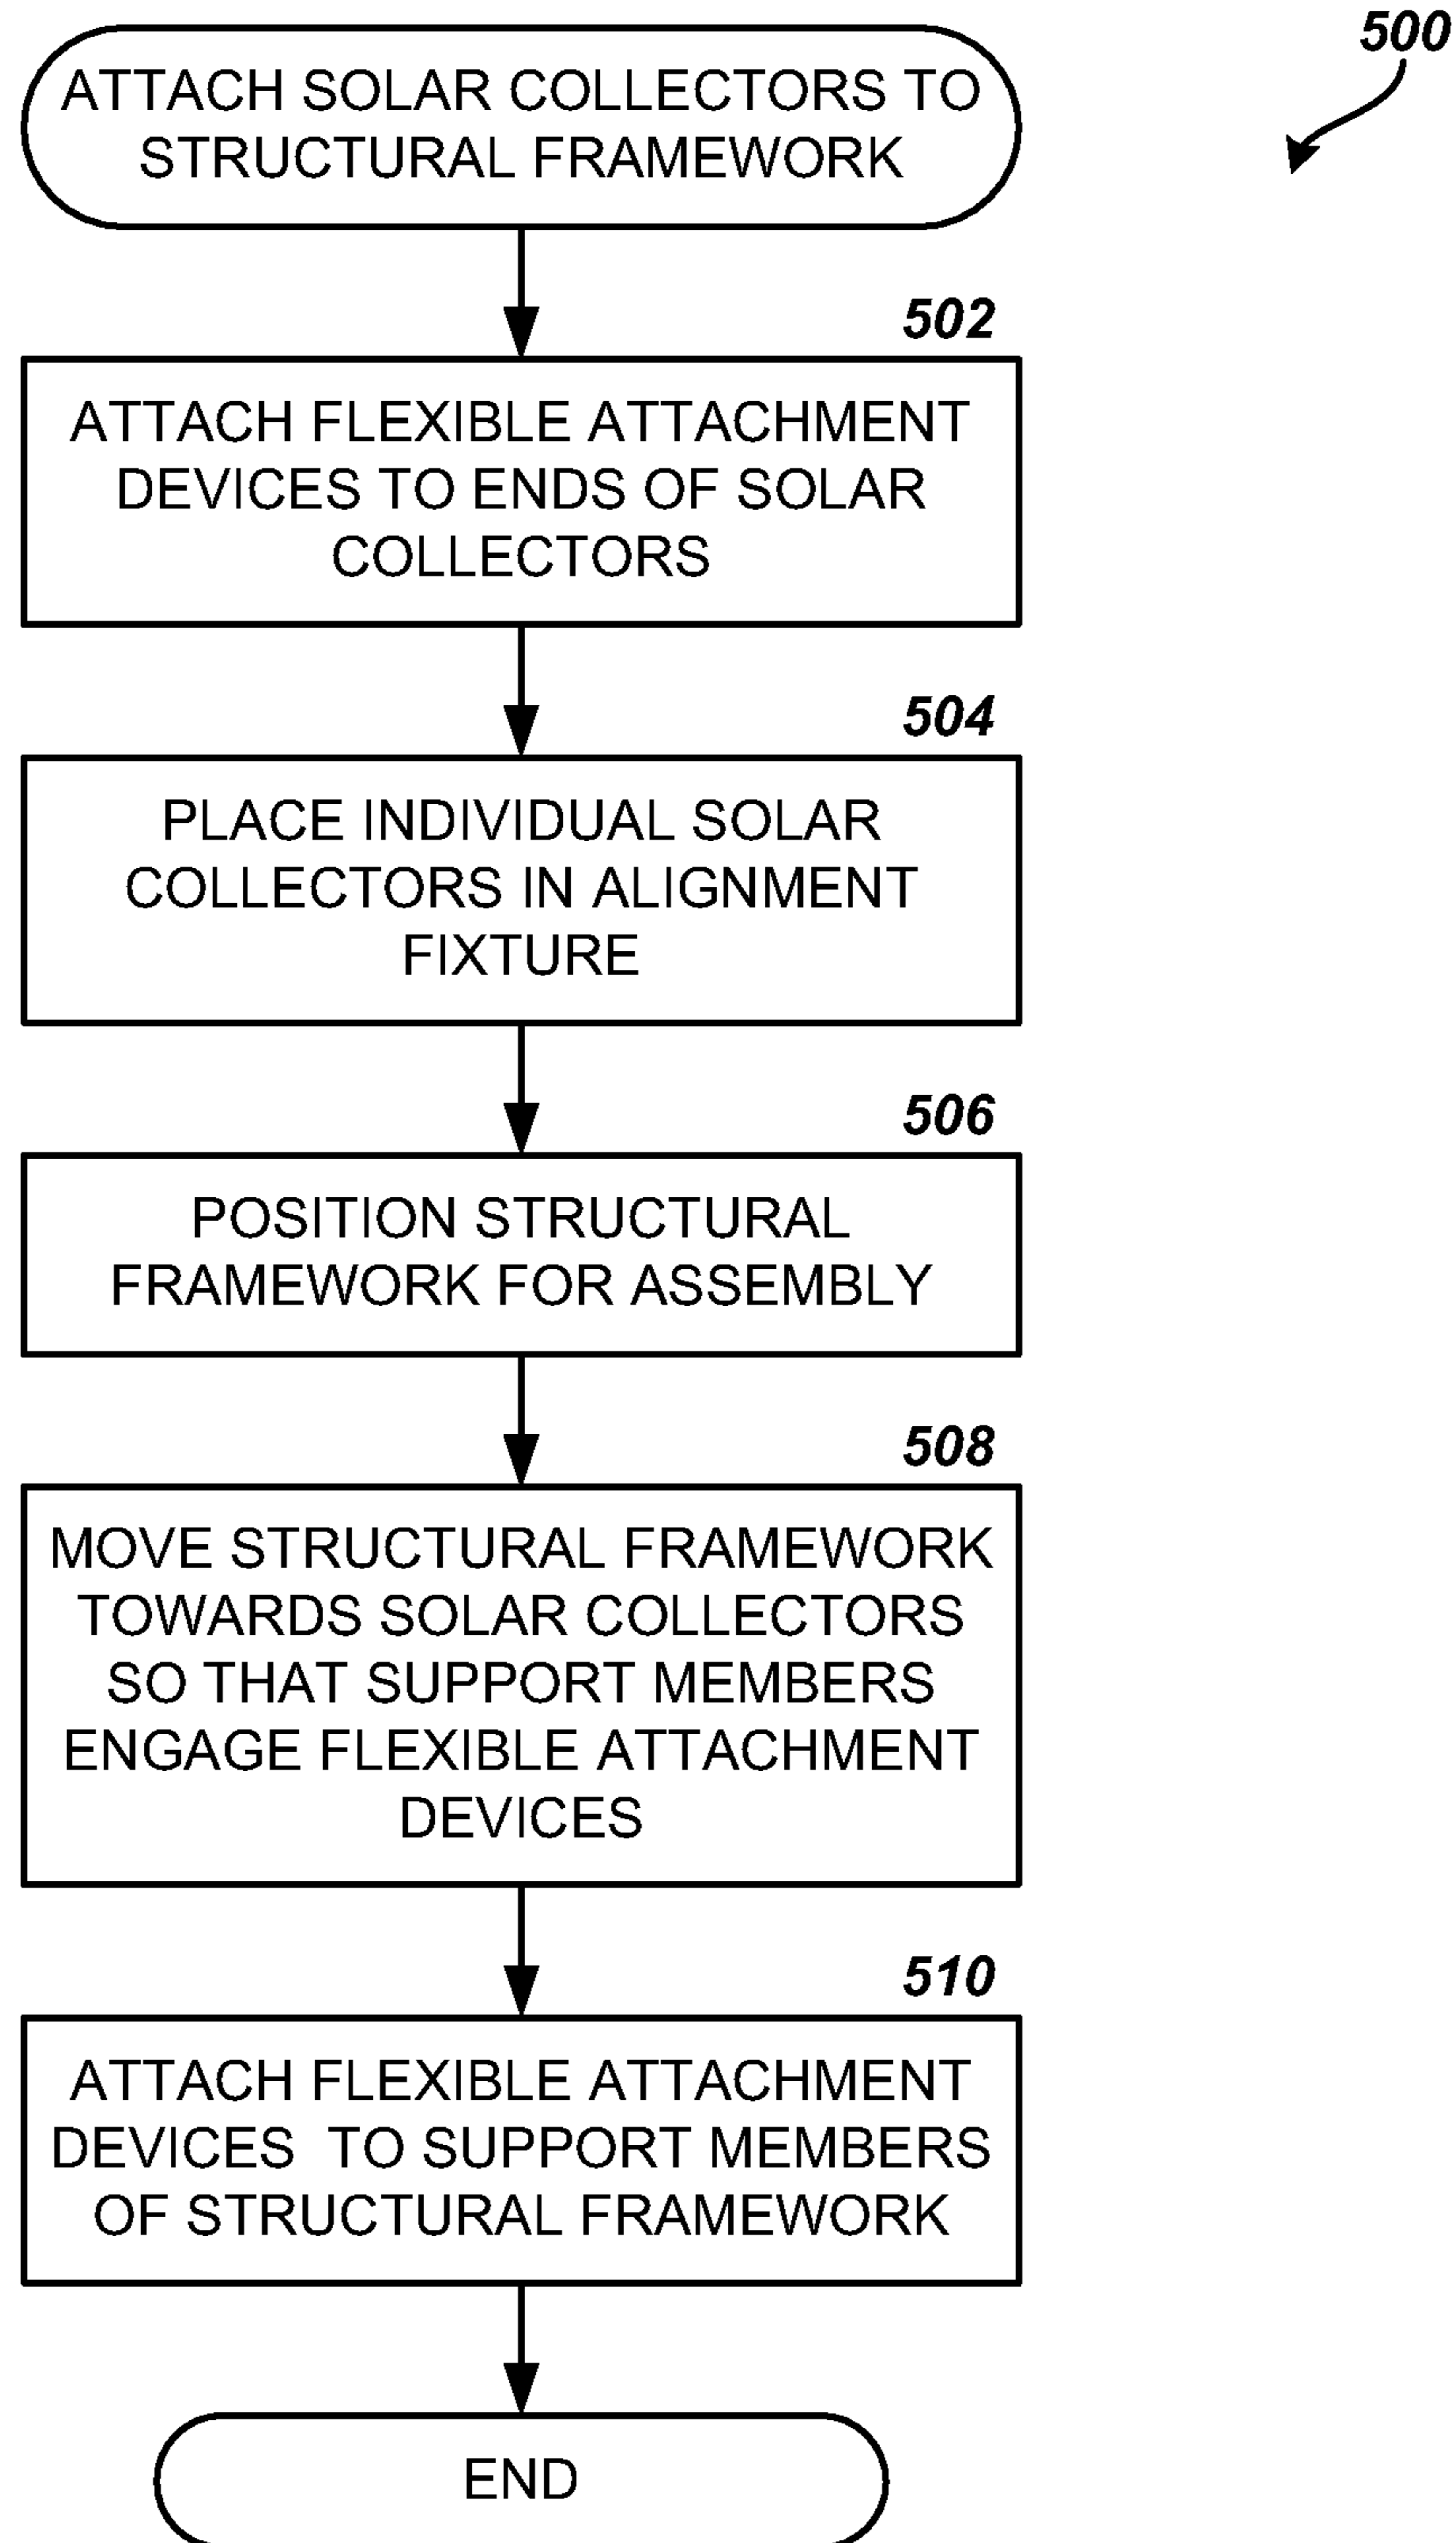 500
ATTACH SOLAR COLLECTORS TO
STRUCTURAL FRAMEWORK
502
ATTACH FLEXIBLE ATTACHMENT
DEVICES TO ENDS OF SOLAR
COLLECTORS
504
PLACE INDIVIDUAL SOLAR
COLLECTORS IN ALIGNMENT
FIXTURE
506
POSITION STRUCTURAL
FRAMEWORK FOR ASSEMBLY
508
MOVE STRUCTURAL FRAMEWORK
TOWARDS SOLAR COLLECTORS
SO THAT SUPPORT MEMBERS
ENGAGE FLEXIBLE ATTACHMENT
DEVICES
510
ATTACH FLEXIBLE ATTACHMENT
DEVICES TO SUPPORT MEMBERS
OF STRUCTURAL FRAMEWORK
END